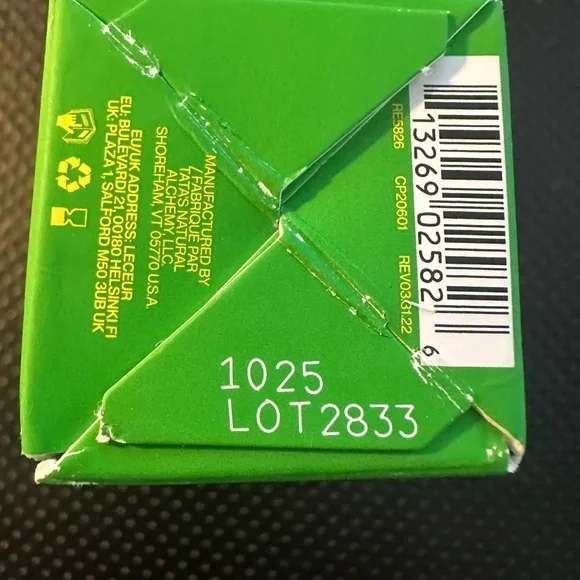 MANUFACTURED BY
/ FABRIQUÉ PAR
TATA'S NATURAL
ALCHEMY, LLC.
SHOREHAM, VT 05770 U.S.A.
EU/UK ADDRESS: LECEUR
EU: BULEVARDI 21, 00180 HELSINKI FI
UK: PLAZA 1, SALFORD M50 3UB UK
RE5826
CP20601
REV03.31.22
13269 02582 6
1025
LOT2833